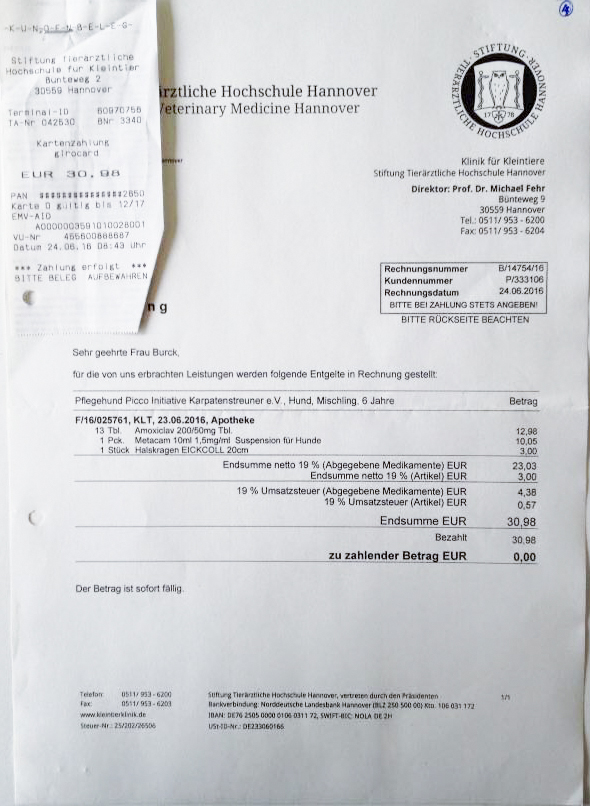 4
-K-U-N-D-E-N-B-E-L-E-G-
Stiftung tierärztliche
Hochschule für Kleintier
Bünteweg 2
30559 Hannover
Terminal-ID 60970766
TA-Nr 042530 BNr 3340
Kartenzahlung
girocard
EUR 30,98
PAN ###############2650
Karte 0 gültig bis 12/17
EMV-AID
A0000003591010028001
VU-Nr 455600888687
Datum 24.06.16 08:43 Uhr
*** Zahlung erfolgt ***
BITTE BELEG AUFBEWAHREN
ärztliche Hochschule Hannover
Veterinary Medicine Hannover
STIFTUNG · TIERÄRZTLICHE HOCHSCHULE HANNOVER
1778
Klinik für Kleintiere
Stiftung Tierärztliche Hochschule Hannover
Direktor: Prof. Dr. Michael Fehr
Bünteweg 9
30559 Hannover
Tel.: 0511/ 953 - 6200
Fax: 0511/ 953 - 6204
Rechnungsnummer B/14754/16
Kundennummer P/333106
Rechnungsdatum 24.06.2016
BITTE BEI ZAHLUNG STETS ANGEBEN!
BITTE RÜCKSEITE BEACHTEN
ng
Sehr geehrte Frau Burck,
für die von uns erbrachten Leistungen werden folgende Entgelte in Rechnung gestellt:
Pflegehund Picco Initiative Karpatenstreuner e.V., Hund, Mischling, 6 Jahre Betrag
F/16/025761, KLT, 23.06.2016, Apotheke
13 Tbl. Amoxiclav 200/50mg Tbl. 12,98
1 Pck. Metacam 10ml 1,5mg/ml Suspension für Hunde 10,05
1 Stück Halskragen EICKCOLL 20cm 3,00
Endsumme netto 19 % (Abgegebene Medikamente) EUR 23,03
Endsumme netto 19 % (Artikel) EUR 3,00
19 % Umsatzsteuer (Abgegebene Medikamente) EUR 4,38
19 % Umsatzsteuer (Artikel) EUR 0,57
Endsumme EUR 30,98
Bezahlt 30,98
zu zahlender Betrag EUR 0,00
Der Betrag ist sofort fällig.
Telefon: 0511/ 953 - 6200 Stiftung Tierärztliche Hochschule Hannover, vertreten durch den Präsidenten 1/1
Fax: 0511/ 953 - 6203 Bankverbindung: Norddeutsche Landesbank Hannover (BLZ 250 500 00) Kto. 106 031 172
www.kleintierklinik.de IBAN: DE76 2505 0000 0106 0311 72, SWIFT-BIC: NOLA DE 2H
Steuer-Nr.: 25/202/26506 USt-ID-Nr.: DE233060166